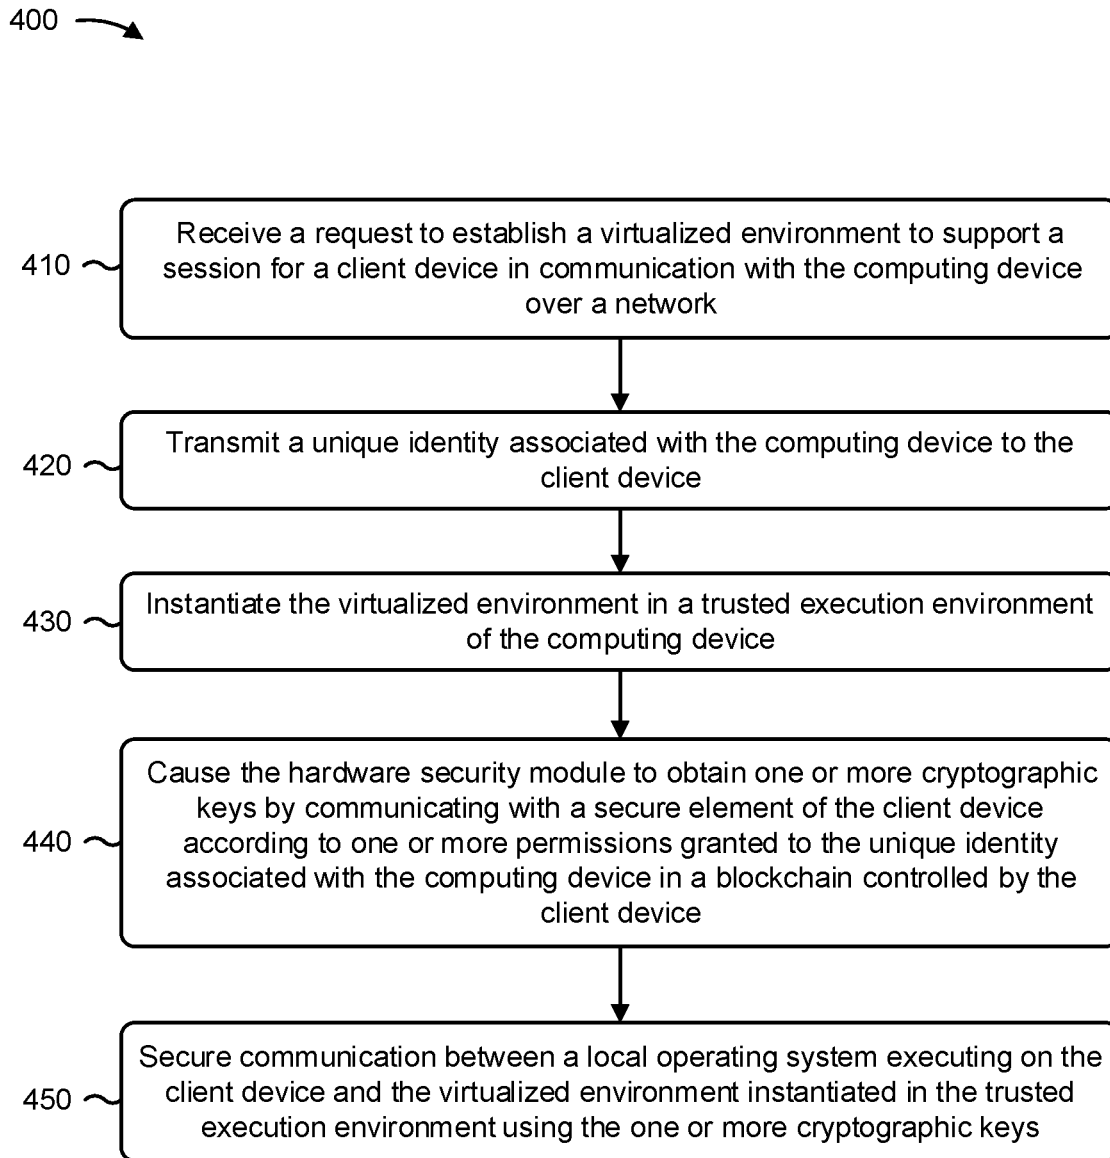 400
410
Receive a request to establish a virtualized environment to support a
session for a client device in communication with the computing device
over a network
420
Transmit a unique identity associated with the computing device to the
client device
430
Instantiate the virtualized environment in a trusted execution environment
of the computing device
440
Cause the hardware security module to obtain one or more cryptographic
keys by communicating with a secure element of the client device
according to one or more permissions granted to the unique identity
associated with the computing device in a blockchain controlled by the
client device
450
Secure communication between a local operating system executing on the
client device and the virtualized environment instantiated in the trusted
execution environment using the one or more cryptographic keys